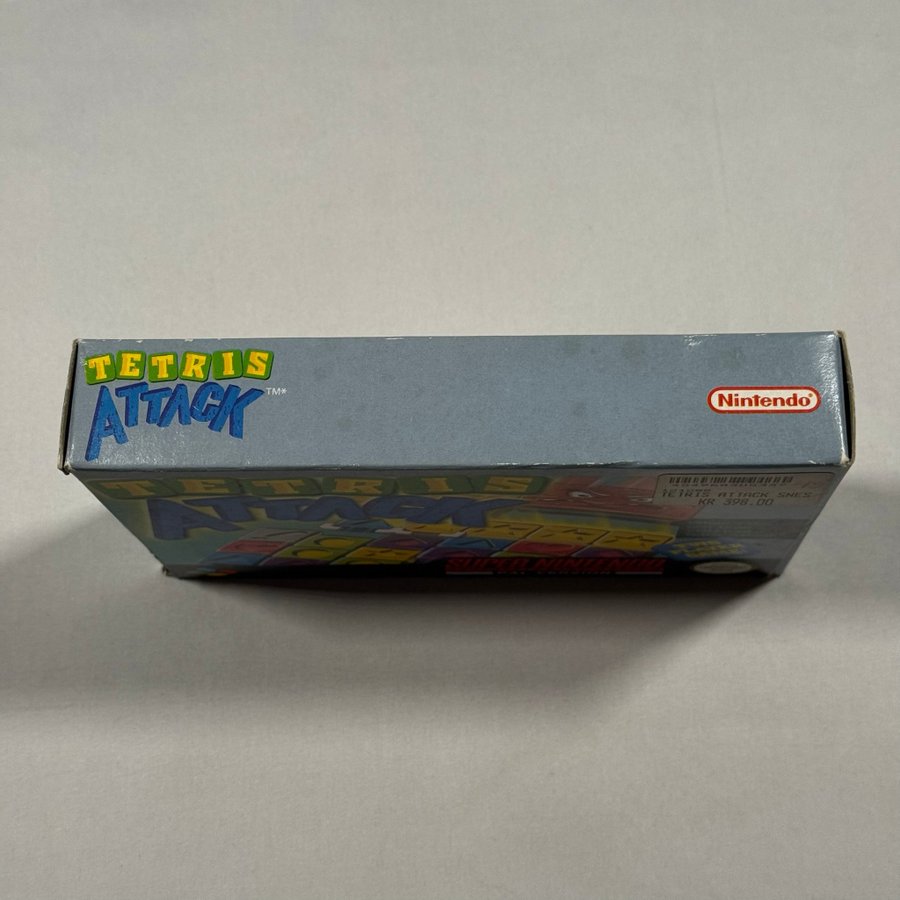 TETRIS
ATTACK™*
Nintendo®
TETRIS
ATTACK
TETRIS ATTACK SNES
KR 398.00
SUPER NINTENDO